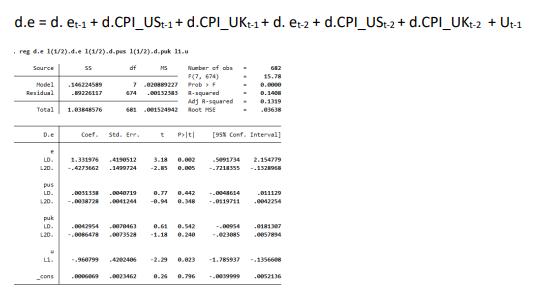 d.e = d. et-1 + d.CPI_USt-1 + d.CPI_UKt-1 + d. et-2 + d.CPI_USt-2 + d.CPI_UKt-2 + Ut-1
. reg d.e l(1/2).d.e l(1/2).d.pus l(1/2).d.puk l1.u
Source SS df MS Number of obs = 682
F(7, 674) = 15.78
Model .146224589 7 .020889227 Prob > F = 0.0000
Residual .89226117 674 .00132383 R-squared = 0.1408
Adj R-squared = 0.1319
Total 1.03848576 681 .001524942 Root MSE = .03638
D.e Coef. Std. Err. t P>|t| [95% Conf. Interval]
e
LD. 1.331976 .4190512 3.18 0.002 .5091734 2.154779
L2D. -.4273662 .1499724 -2.85 0.005 -.7218355 -.1328968
pus
LD. .0031338 .0040719 0.77 0.442 -.0048614 .011129
L2D. -.0038728 .0041244 -0.94 0.348 -.0119711 .0042254
puk
LD. .0042954 .0070463 0.61 0.542 -.00954 .0181307
L2D. -.0086478 .0073528 -1.18 0.240 -.023085 .0057894
u
L1. -.960799 .4202406 -2.29 0.023 -1.785937 -.1356608
_cons .0006069 .0023462 0.26 0.796 -.0039999 .0052136